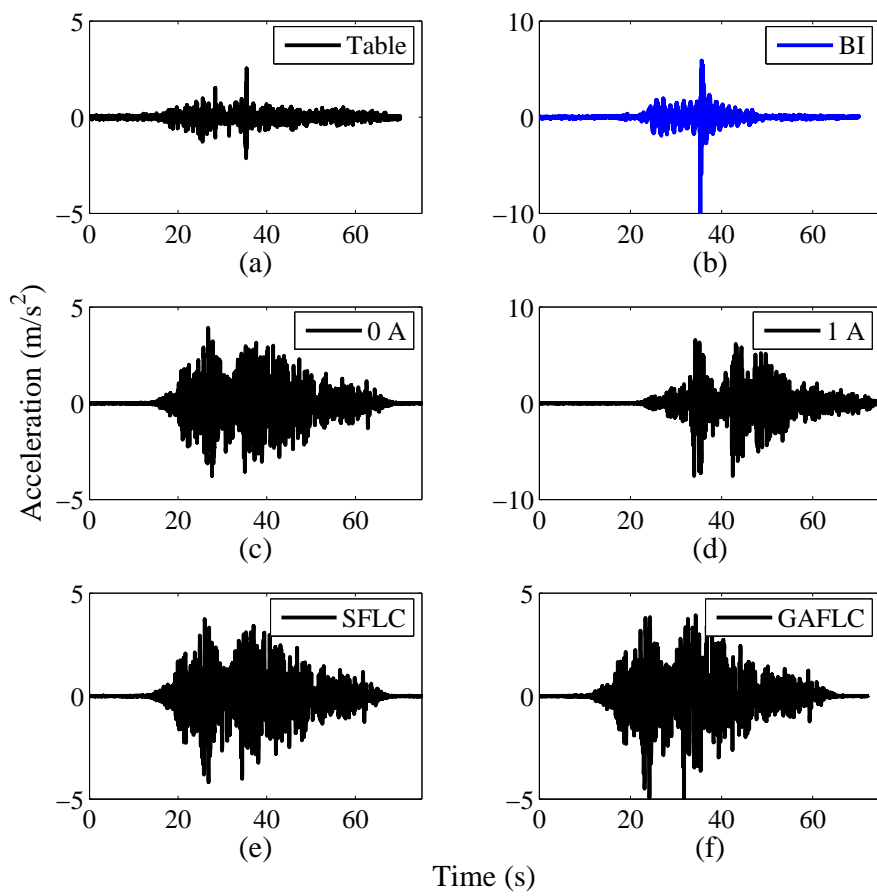 5 Table 10 BI
0 0
−5 −10
0 20 40 60 0 20 40 60
(a) (b)
5 0 A 10 1 A
0 0
−5 −10
0 20 40 60 0 20 40 60
(c) (d)
Acceleration (m/s²)
5 SFLC 5 GAFLC
0 0
−5 −5
0 20 40 60 0 20 40 60
(e) (f)
Time (s)